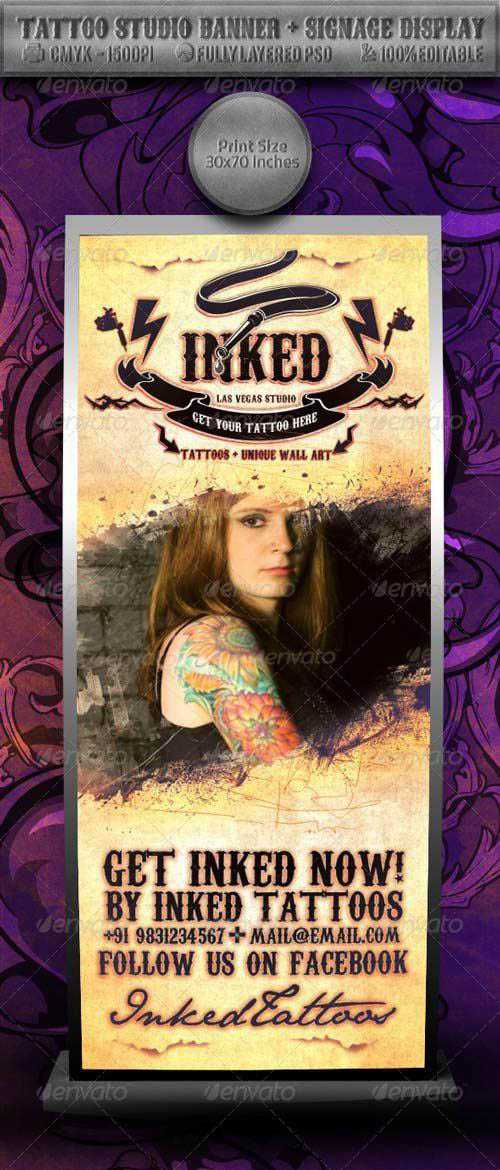 TATTOO STUDIO BANNER + SIGNAGE DISPLAY
CMYK - 150DPI FULLY LAYERED PSD 100% EDITABLE
Print Size
30x70 Inches
INKED
LAS VEGAS STUDIO
GET YOUR TATTOO HERE
TATTOOS + UNIQUE WALL ART
GET INKED NOW!
BY INKED TATTOOS
+91 9831234567 + MAIL@EMAIL.COM
FOLLOW US ON FACEBOOK
InkedTattoos
envato